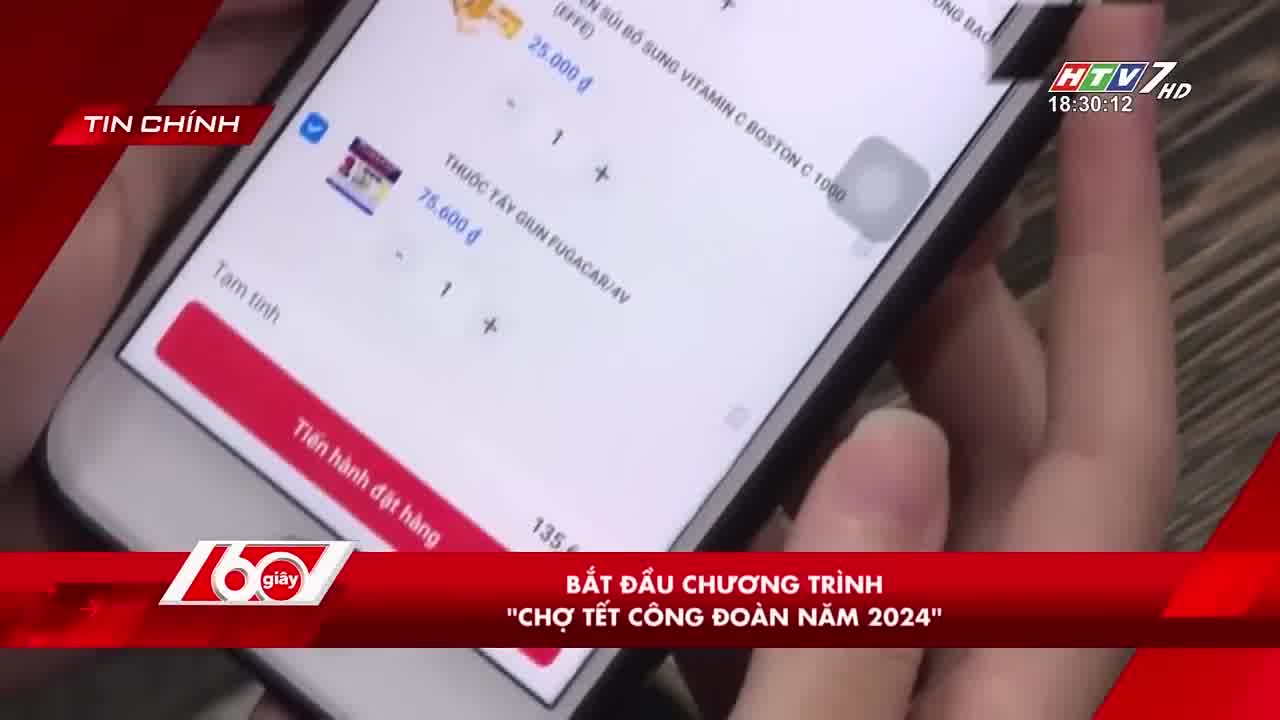 HTV7 HD
18:30:12
TIN CHÍNH
SỦI BỔ SUNG VITAMIN C BOSTON C 1000
(EFFE)
25.000 ₫
- 1 +
THUỐC TẨY GIUN FUGACAR/4V
75.600 ₫
- 1 +
Tạm tính
Tiến hành đặt hàng
60 giây
BẮT ĐẦU CHƯƠNG TRÌNH
"CHỢ TẾT CÔNG ĐOÀN NĂM 2024"